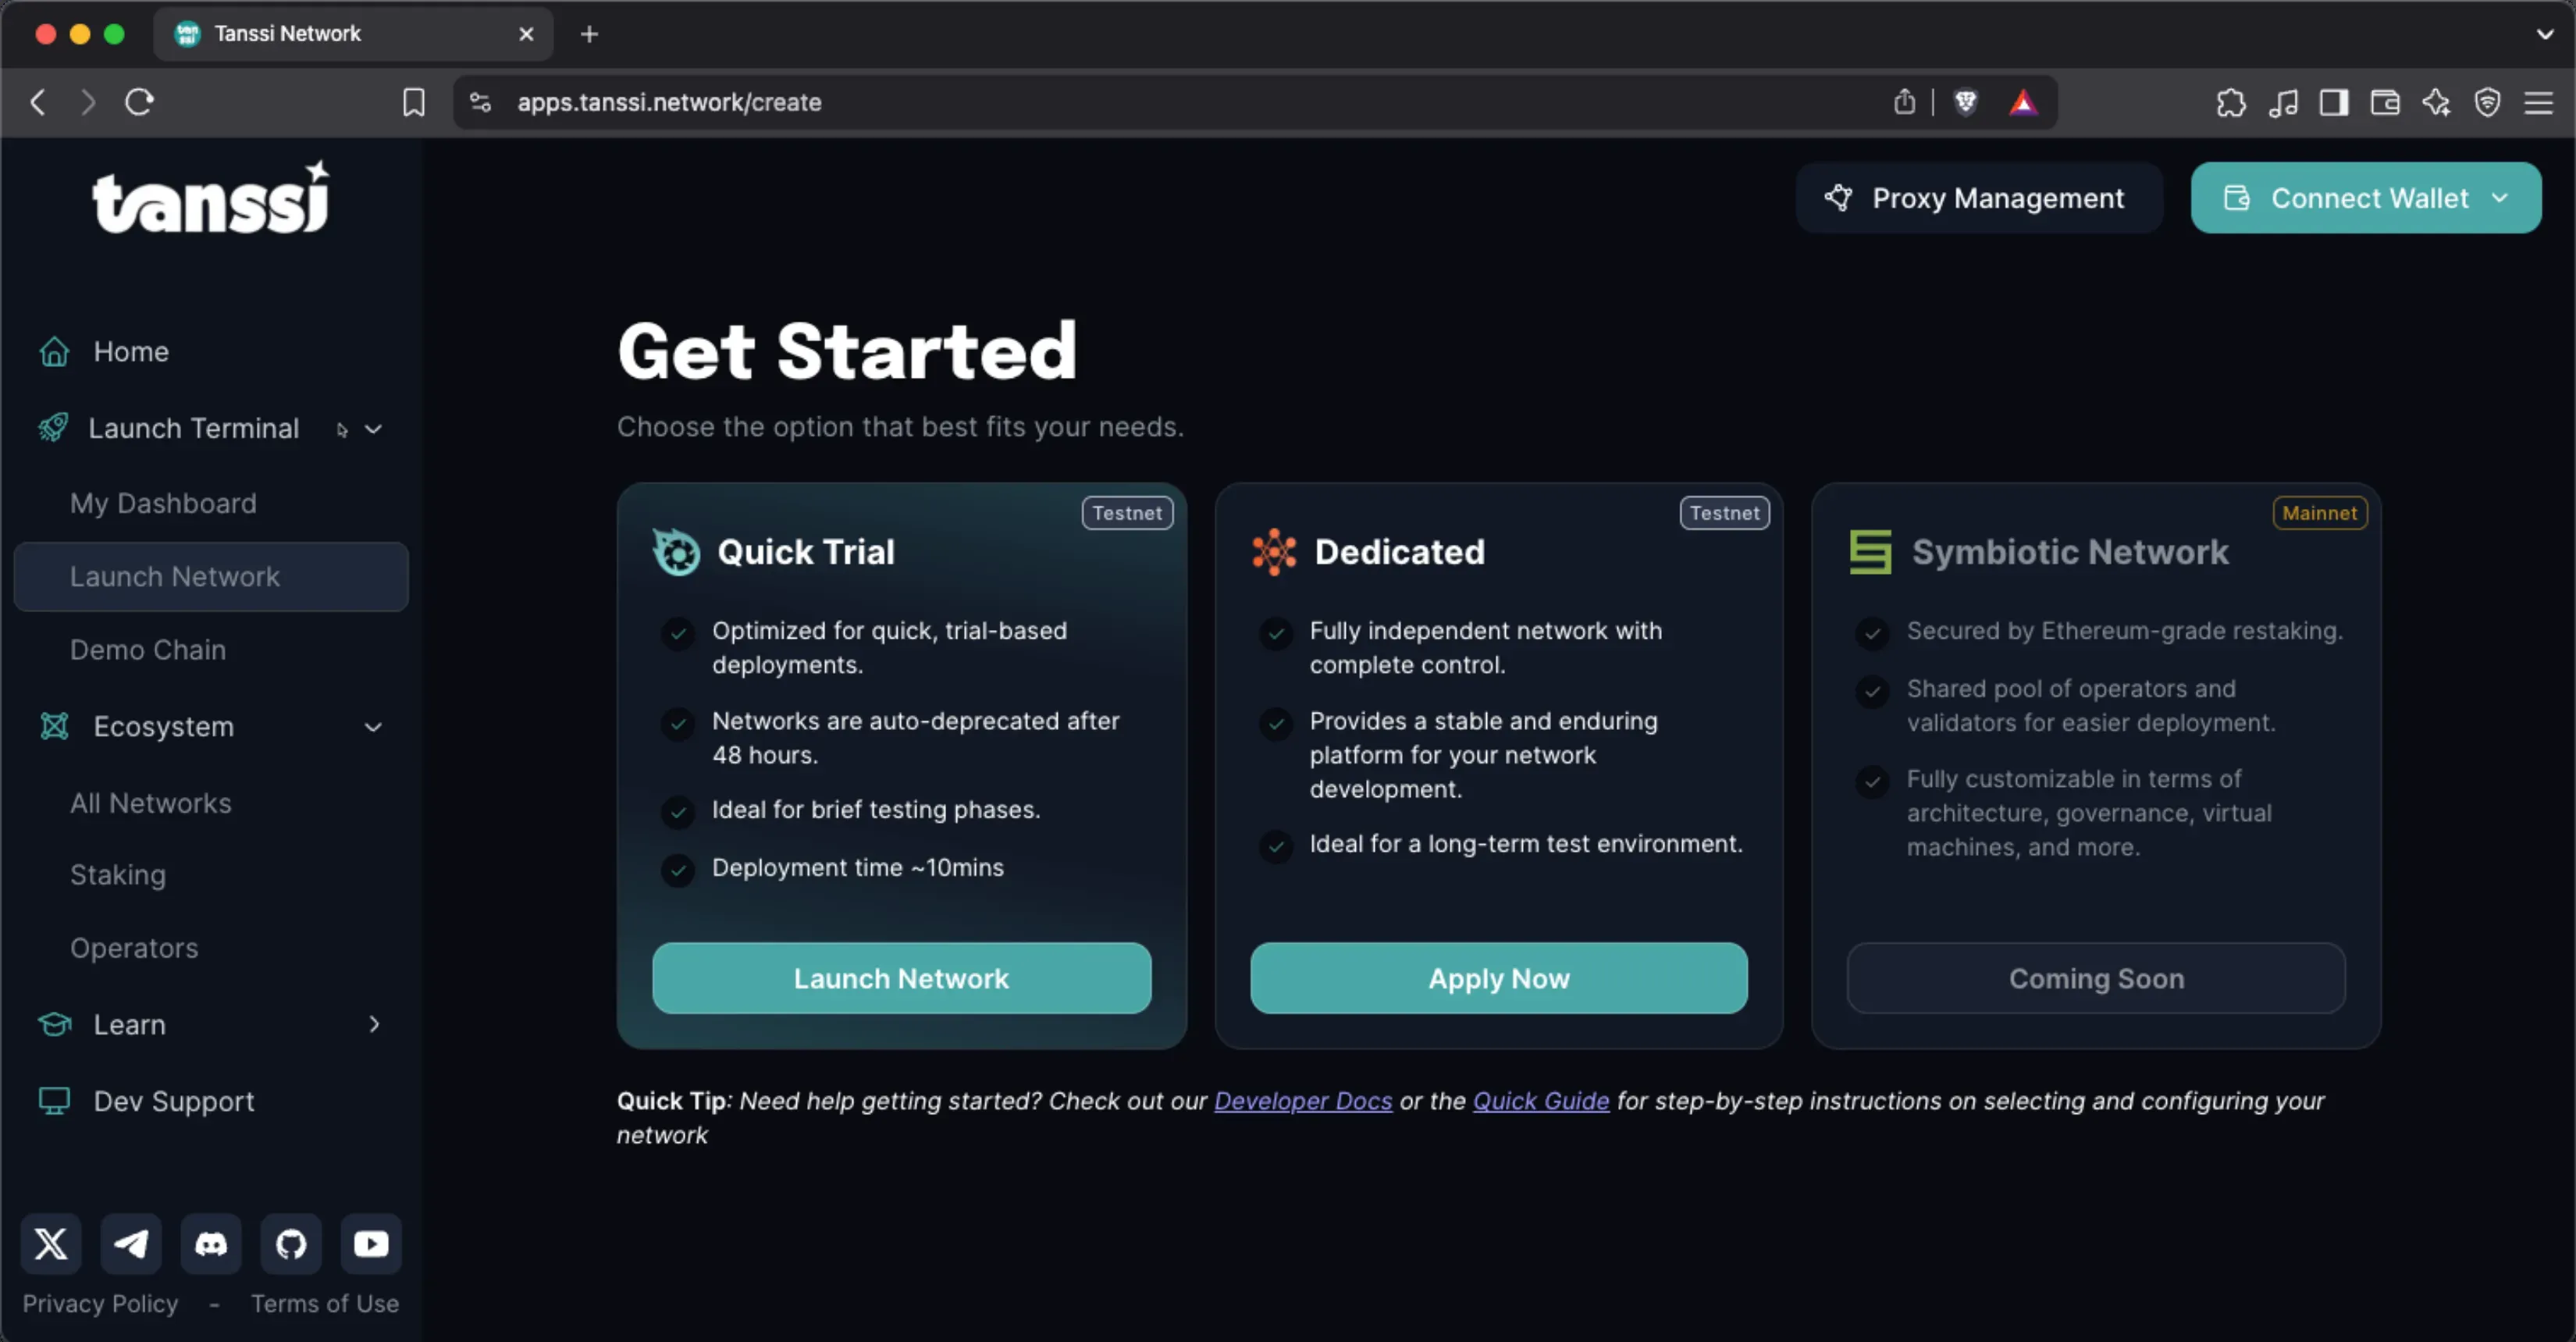 Tanssi Network
apps.tanssi.network/create
tanssi
Proxy Management
Connect Wallet
Home
Launch Terminal
My Dashboard
Launch Network
Demo Chain
Ecosystem
All Networks
Staking
Operators
Learn
Dev Support
Privacy Policy - Terms of Use
Get Started
Choose the option that best fits your needs.
Testnet
Quick Trial
Optimized for quick, trial-based
deployments.
Networks are auto-deprecated after
48 hours.
Ideal for brief testing phases.
Deployment time ~10mins
Launch Network
Testnet
Dedicated
Fully independent network with
complete control.
Provides a stable and enduring
platform for your network
development.
Ideal for a long-term test environment.
Apply Now
Mainnet
Symbiotic Network
Secured by Ethereum-grade restaking.
Shared pool of operators and
validators for easier deployment.
Fully customizable in terms of
architecture, governance, virtual
machines, and more.
Coming Soon
Quick Tip: Need help getting started? Check out our Developer Docs or the Quick Guide for step-by-step instructions on selecting and configuring your
network